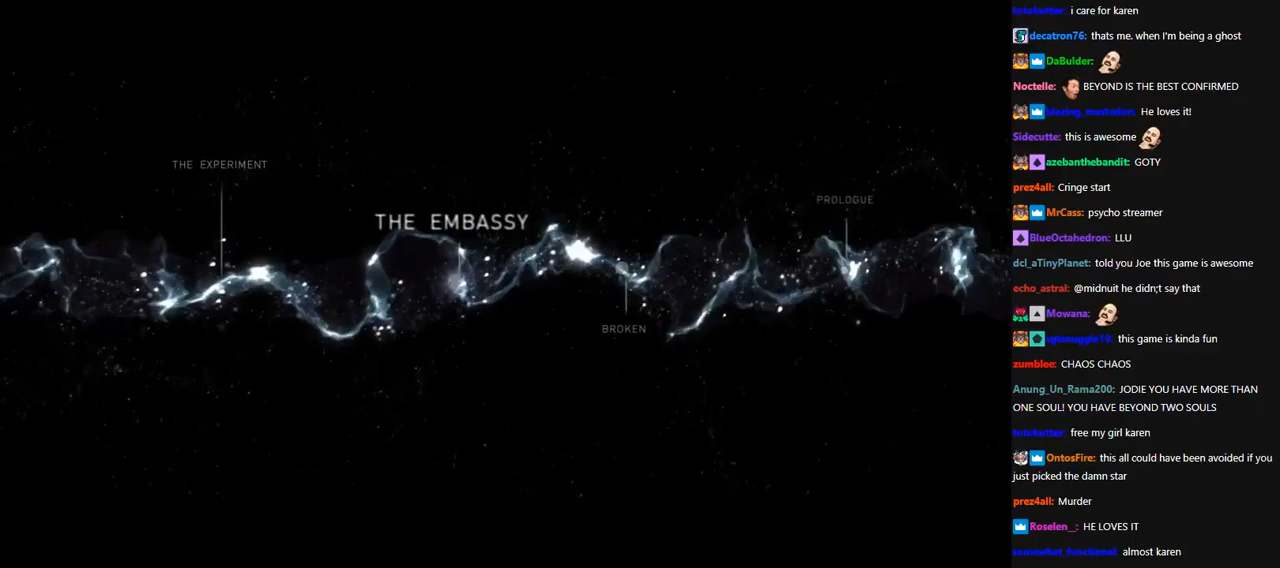 THE EXPERIMENT
THE EMBASSY
PROLOGUE
BROKEN
totobutter: i care for karen
decatron76: thats me. when I'm being a ghost
DaBulder:
Noctelle: BEYOND IS THE BEST CONFIRMED
He loves it!
Sidecutte: this is awesome
azebanthebandit: GOTY
prez4all: Cringe start
MrCass: psycho streamer
BlueOctahedron: LLU
dcl_aTinyPlanet: told you Joe this game is awesome
echo_astral: @midnuit he didn;t say that
Mowana:
this game is kinda fun
zumblee: CHAOS CHAOS
Anung_Un_Rama200: JODIE YOU HAVE MORE THAN
ONE SOUL! YOU HAVE BEYOND TWO SOULS
totobutter: free my girl karen
OntosFire: this all could have been avoided if you
just picked the damn star
prez4all: Murder
Roselen__: HE LOVES IT
somewhat_functional: almost karen